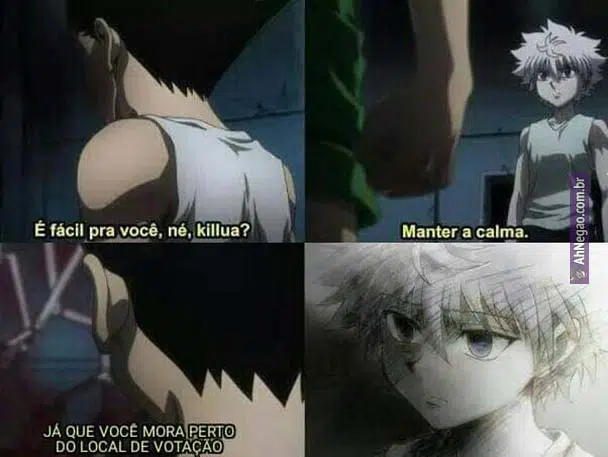 É fácil pra você, né, killua?
Manter a calma.
AhNegao.com.br
JÁ QUE VOCÊ MORA PERTO
DO LOCAL DE VOTAÇÃO